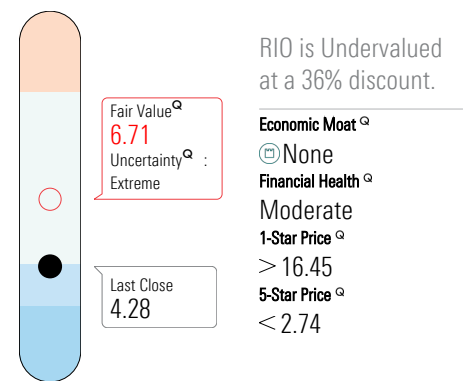 Fair Value Q
6.71
Uncertainty Q :
Extreme
Last Close
4.28
RIO is Undervalued
at a 36% discount.
Economic Moat Q
None
Financial Health Q
Moderate
1-Star Price Q
> 16.45
5-Star Price Q
< 2.74